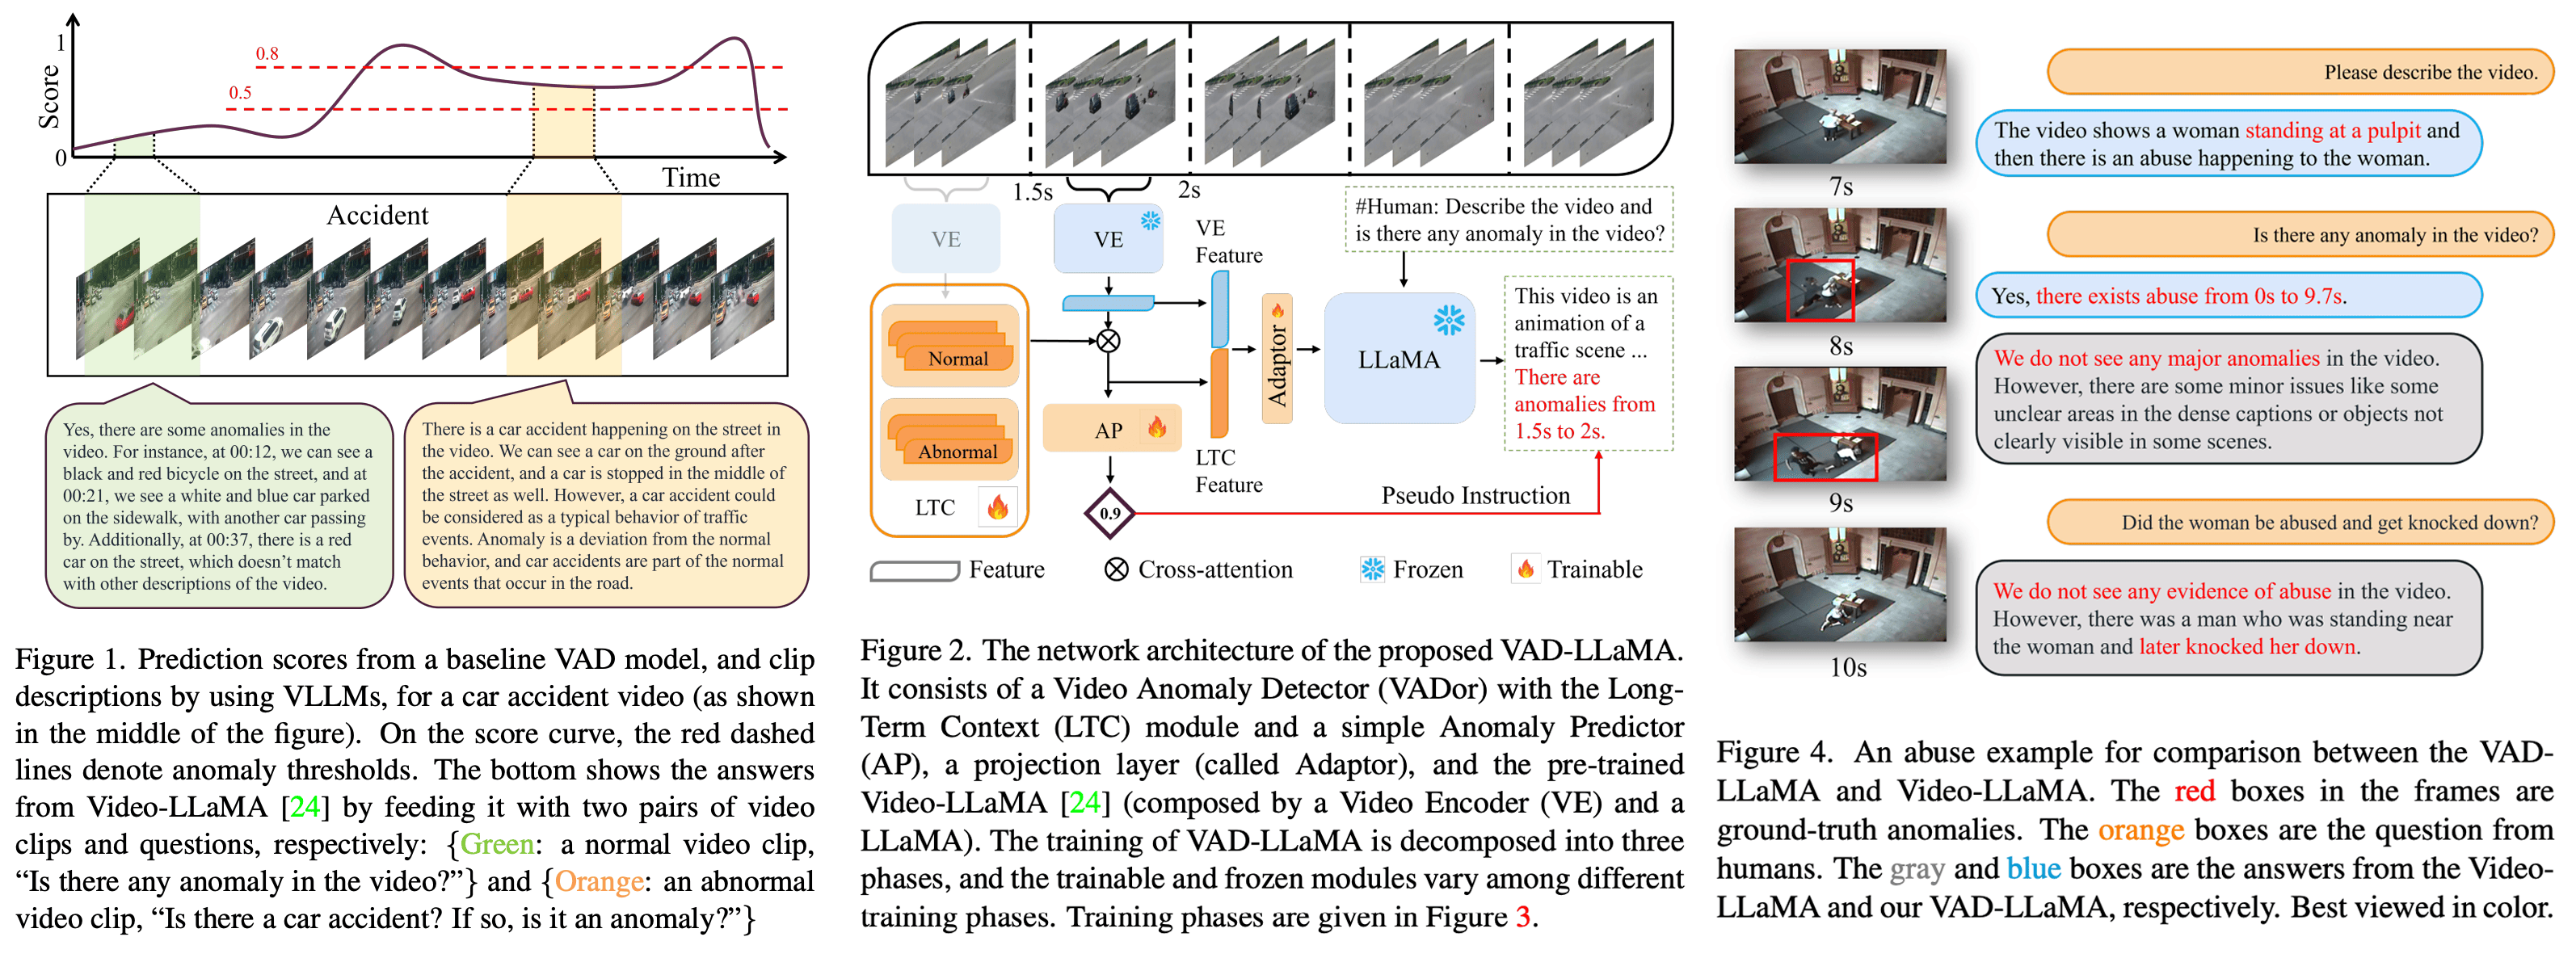 1
0.8
0.5
Score
0
Time
Accident
Yes, there are some anomalies in the
video. For instance, at 00:12, we can see a
black and red bicycle on the street, and at
00:21, we see a white and blue car parked
on the sidewalk, with another car passing
by. Additionally, at 00:37, there is a red
car on the street, which doesn't match
with other descriptions of the video.
There is a car accident happening on the street in
the video. We can see a car on the ground after
the accident, and a car is stopped in the middle of
the street as well. However, a car accident could
be considered as a typical behavior of traffic
events. Anomaly is a deviation from the normal
behavior, and car accidents are part of the normal
events that occur in the road.
Figure 1. Prediction scores from a baseline VAD model, and clip
descriptions by using VLLMs, for a car accident video (as shown
in the middle of the figure). On the score curve, the red dashed
lines denote anomaly thresholds. The bottom shows the answers
from Video-LLaMA [24] by feeding it with two pairs of video
clips and questions, respectively: {Green: a normal video clip,
“Is there any anomaly in the video?”} and {Orange: an abnormal
video clip, “Is there a car accident? If so, is it an anomaly?”}
1.5s
2s
VE
VE
VE
Feature
#Human: Describe the video and
is there any anomaly in the video?
Normal
Abnormal
LTC
AP
0.9
LTC
Feature
Adaptor
LLaMA
This video is an
animation of a
traffic scene ...
There are
anomalies from
1.5s to 2s.
Pseudo Instruction
Feature
Cross-attention
Frozen
Trainable
Figure 2. The network architecture of the proposed VAD-LLaMA.
It consists of a Video Anomaly Detector (VADor) with the Long-
Term Context (LTC) module and a simple Anomaly Predictor
(AP), a projection layer (called Adaptor), and the pre-trained
Video-LLaMA [24] (composed by a Video Encoder (VE) and a
LLaMA). The training of VAD-LLaMA is decomposed into three
phases, and the trainable and frozen modules vary among different
training phases. Training phases are given in Figure 3.
7s
8s
9s
10s
Please describe the video.
The video shows a woman standing at a pulpit and
then there is an abuse happening to the woman.
Is there any anomaly in the video?
Yes, there exists abuse from 0s to 9.7s.
We do not see any major anomalies in the video.
However, there are some minor issues like some
unclear areas in the dense captions or objects not
clearly visible in some scenes.
Did the woman be abused and get knocked down?
We do not see any evidence of abuse in the video.
However, there was a man who was standing near
the woman and later knocked her down.
Figure 4. An abuse example for comparison between the VAD-
LLaMA and Video-LLaMA. The red boxes in the frames are
ground-truth anomalies. The orange boxes are the question from
humans. The gray and blue boxes are the answers from the Video-
LLaMA and our VAD-LLaMA, respectively. Best viewed in color.